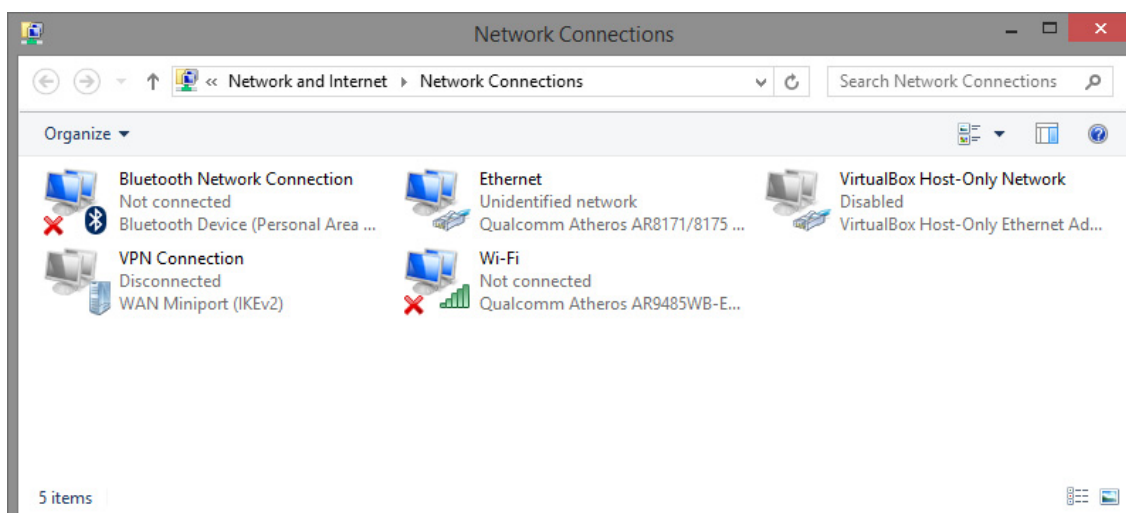 Network Connections
« Network and Internet Network Connections
Search Network Connections
Organize
Bluetooth Network Connection
Not connected
Bluetooth Device (Personal Area ...
Ethernet
Unidentified network
Qualcomm Atheros AR8171/8175 ...
VirtualBox Host-Only Network
Disabled
VirtualBox Host-Only Ethernet Ad...
VPN Connection
Disconnected
WAN Miniport (IKEv2)
Wi-Fi
Not connected
Qualcomm Atheros AR9485WB-E...
5 items